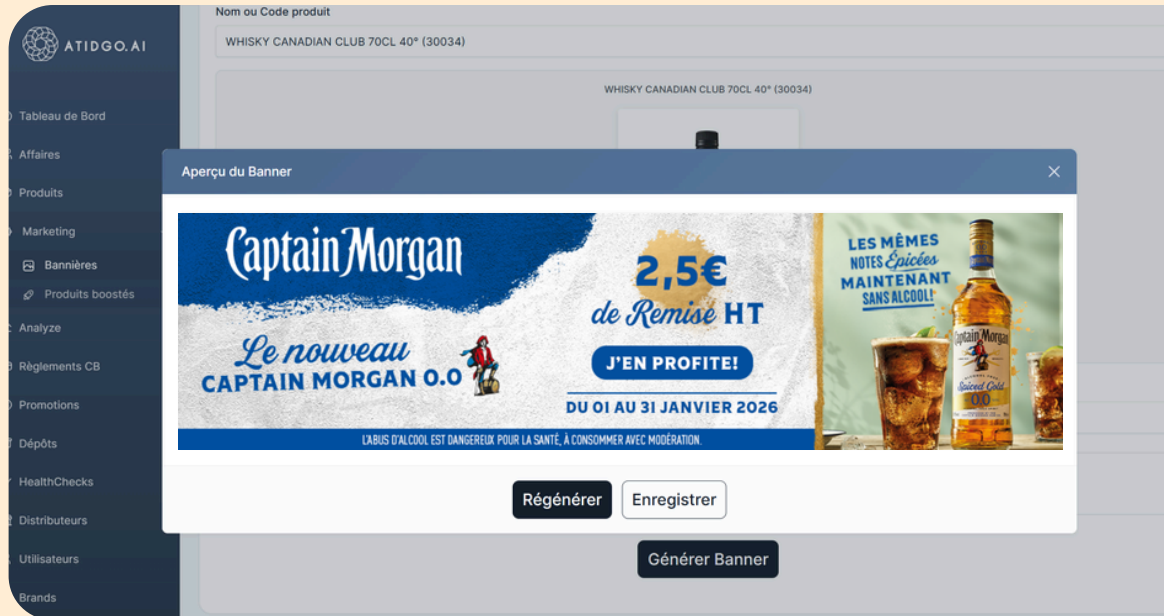 ATIDGO.AI
Tableau de Bord
Affaires
Produits
Marketing
Bannières
Produits boostés
Analyze
Règlements CB
Promotions
Dépôts
HealthChecks
Distributeurs
Utilisateurs
Brands
Nom ou Code produit
WHISKY CANADIAN CLUB 70CL 40° (30034)
WHISKY CANADIAN CLUB 70CL 40° (30034)
Aperçu du Banner
Captain Morgan
Le nouveau
CAPTAIN MORGAN 0.0
2,5€
de Remise HT
J'EN PROFITE!
DU 01 AU 31 JANVIER 2026
LES MÊMES
NOTES Épicées
MAINTENANT
SANS ALCOOL!
Captain Morgan
Spiced Gold
0.0
L'ABUS D'ALCOOL EST DANGEREUX POUR LA SANTÉ, À CONSOMMER AVEC MODÉRATION.
Régénérer
Enregistrer
Générer Banner